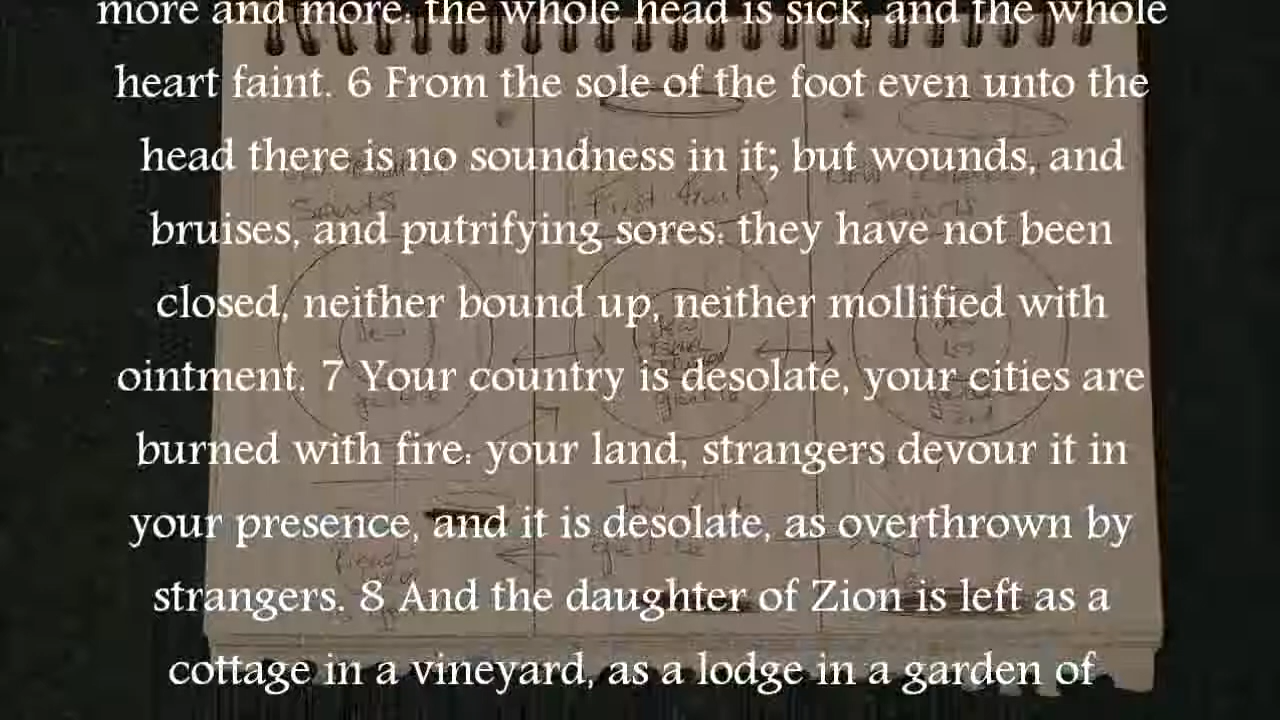 more and more: the whole head is sick, and the whole
heart faint. 6 From the sole of the foot even unto the
head there is no soundness in it; but wounds, and
bruises, and putrifying sores: they have not been
closed, neither bound up, neither mollified with
ointment. 7 Your country is desolate, your cities are
burned with fire: your land, strangers devour it in
your presence, and it is desolate, as overthrown by
strangers. 8 And the daughter of Zion is left as a
cottage in a vineyard, as a lodge in a garden of
Saints
First fruits
Saints